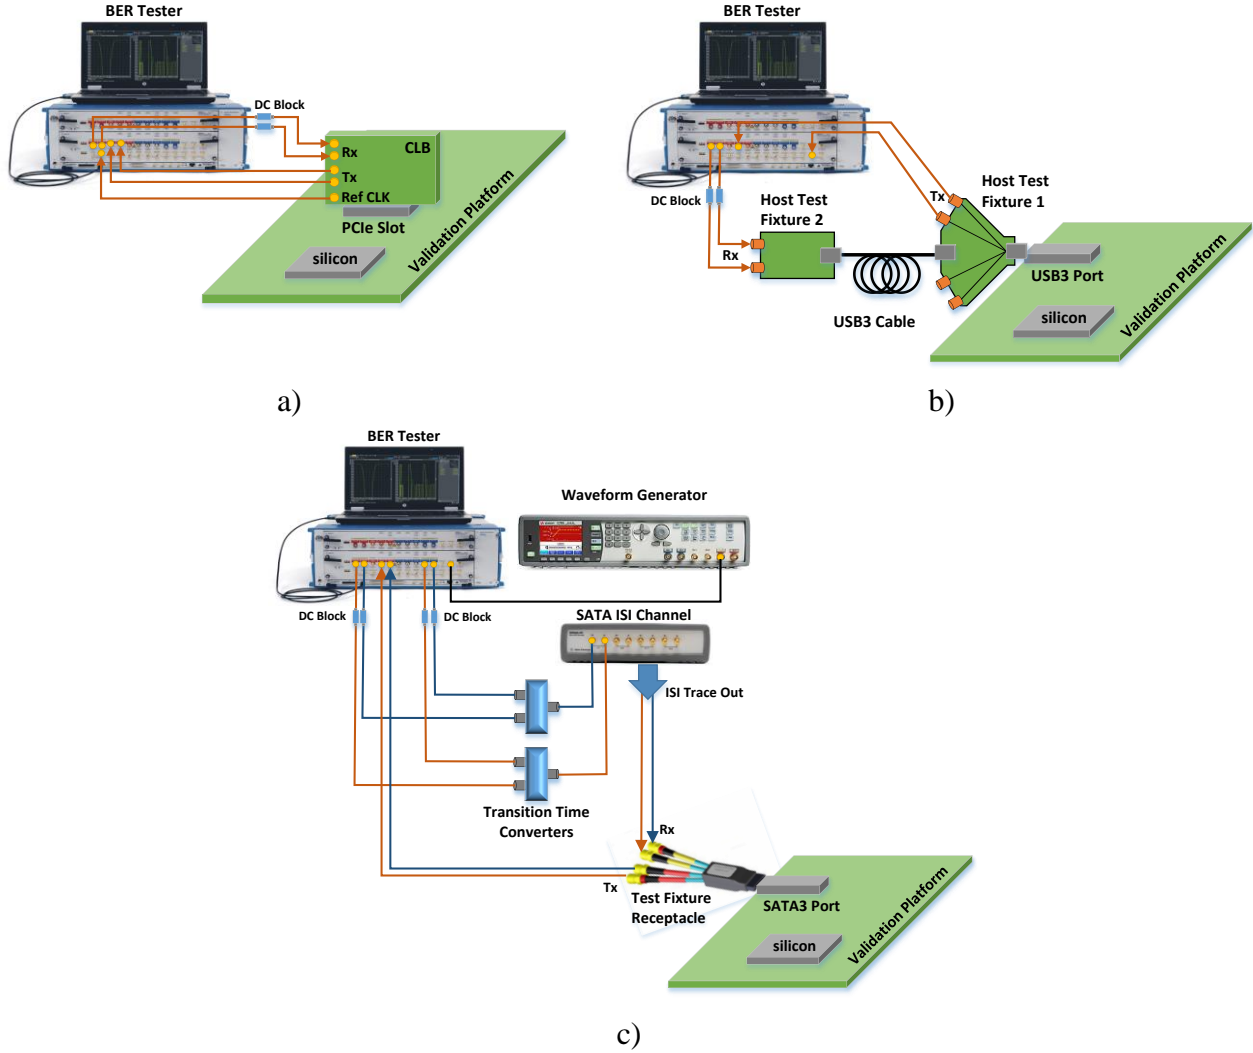 BER Tester
DC Block
CLB
Rx
Tx
Ref CLK
PCIe Slot
silicon
Validation Platform
a)
BER Tester
DC Block
Host Test
Fixture 2
Rx
USB3 Cable
Tx
Host Test
Fixture 1
USB3 Port
silicon
Validation Platform
b)
BER Tester
Waveform Generator
DC Block
DC Block
SATA ISI Channel
ISI Trace Out
Transition Time
Converters
Rx
Tx
Test Fixture
Receptacle
SATA3 Port
silicon
Validation Platform
c)